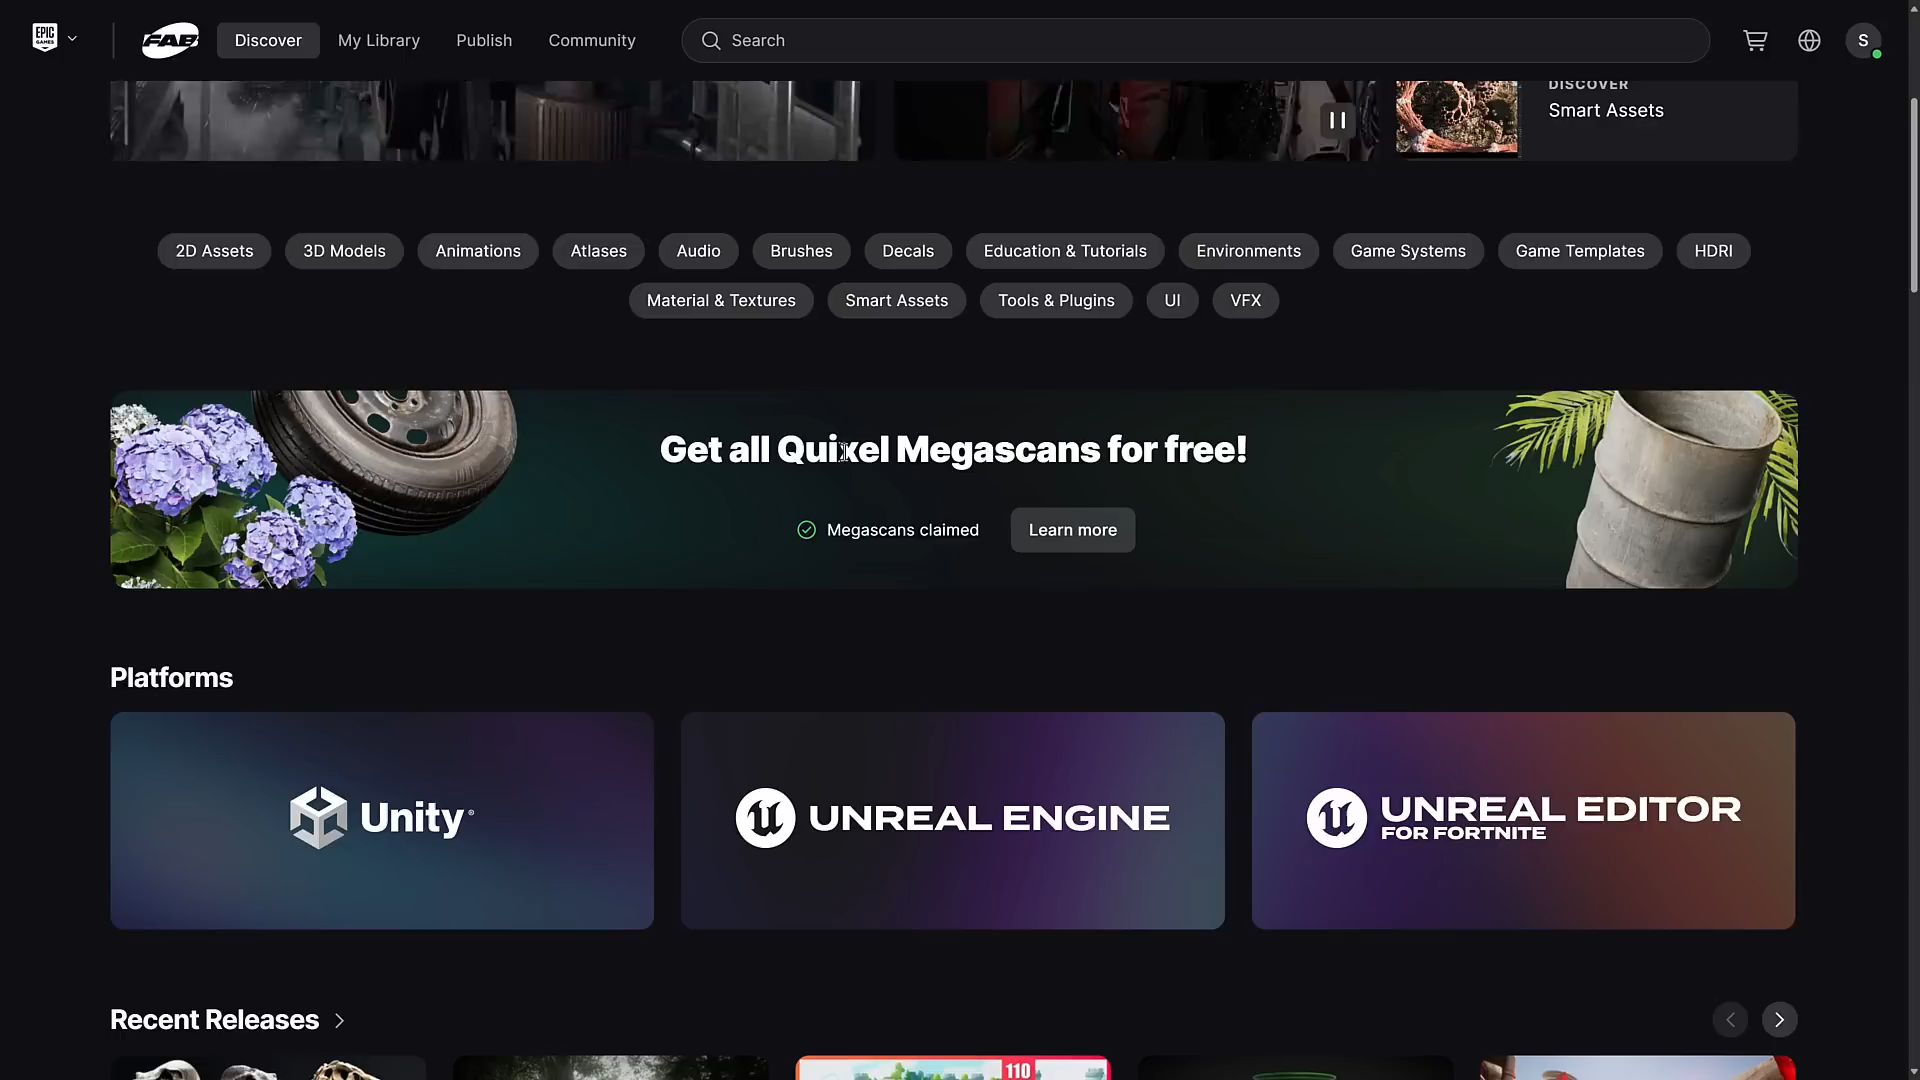 EPIC GAMES
FAB
Discover
My Library
Publish
Community
Search
S
DISCOVER
Smart Assets
2D Assets
3D Models
Animations
Atlases
Audio
Brushes
Decals
Education & Tutorials
Environments
Game Systems
Game Templates
HDRI
Material & Textures
Smart Assets
Tools & Plugins
UI
VFX
Get all Quixel Megascans for free!
Megascans claimed
Learn more
Platforms
Unity
UNREAL ENGINE
UNREAL EDITOR
FOR FORTNITE
Recent Releases
110